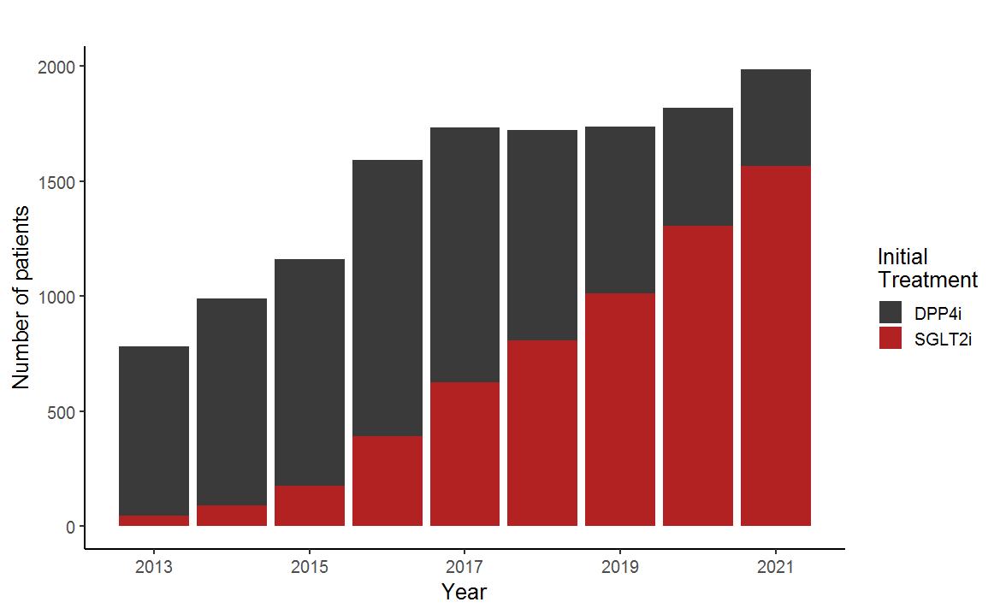 2000
1500
1000
500
0
Number of patients
2013
2015
2017
2019
2021
Year
Initial
Treatment
DPP4i
SGLT2i